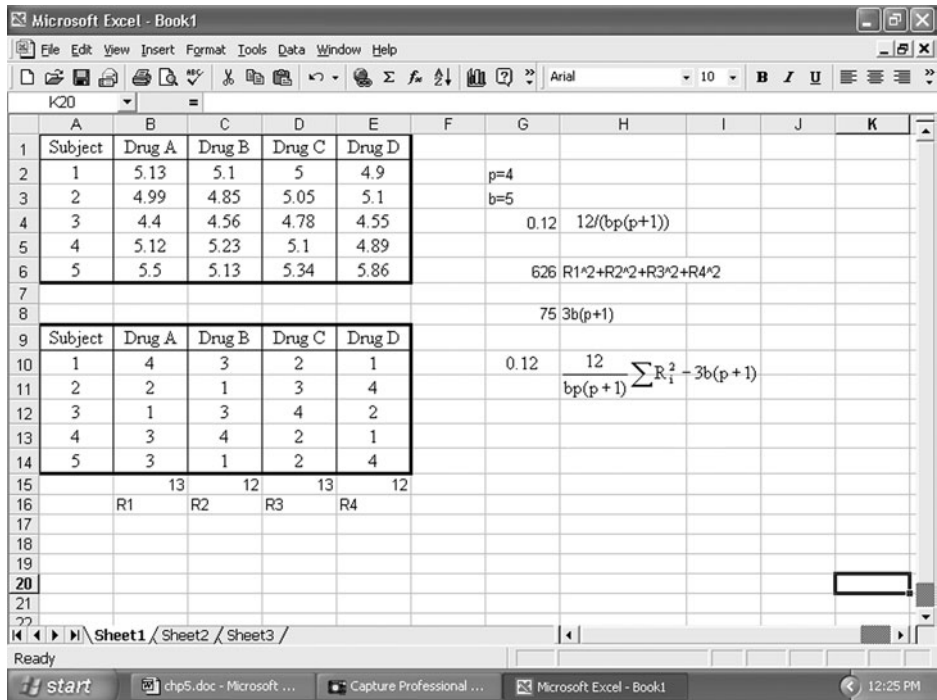 Microsoft Excel - Book1
File Edit View Insert Format Tools Data Window Help
Arial 10 B I U
K20 =
A B C D E F G H I J K
1 Subject Drug A Drug B Drug C Drug D
2 1 5.13 5.1 5 4.9 p=4
3 2 4.99 4.85 5.05 5.1 b=5
4 3 4.4 4.56 4.78 4.55 0.12 12/(bp(p+1))
5 4 5.12 5.23 5.1 4.89
6 5 5.5 5.13 5.34 5.86 626 R1^2+R2^2+R3^2+R4^2
7
8 75 3b(p+1)
9 Subject Drug A Drug B Drug C Drug D
10 1 4 3 2 1 0.12 12/bp(p+1) ∑R_i^2 - 3b(p+1)
11 2 2 1 3 4
12 3 1 3 4 2
13 4 3 4 2 1
14 5 3 1 2 4
15 13 12 13 12
16 R1 R2 R3 R4
17
18
19
20
21
22
Sheet1 / Sheet2 / Sheet3 /
Ready
start chp5.doc - Microsoft ... Capture Professional ... Microsoft Excel - Book1 12:25 PM